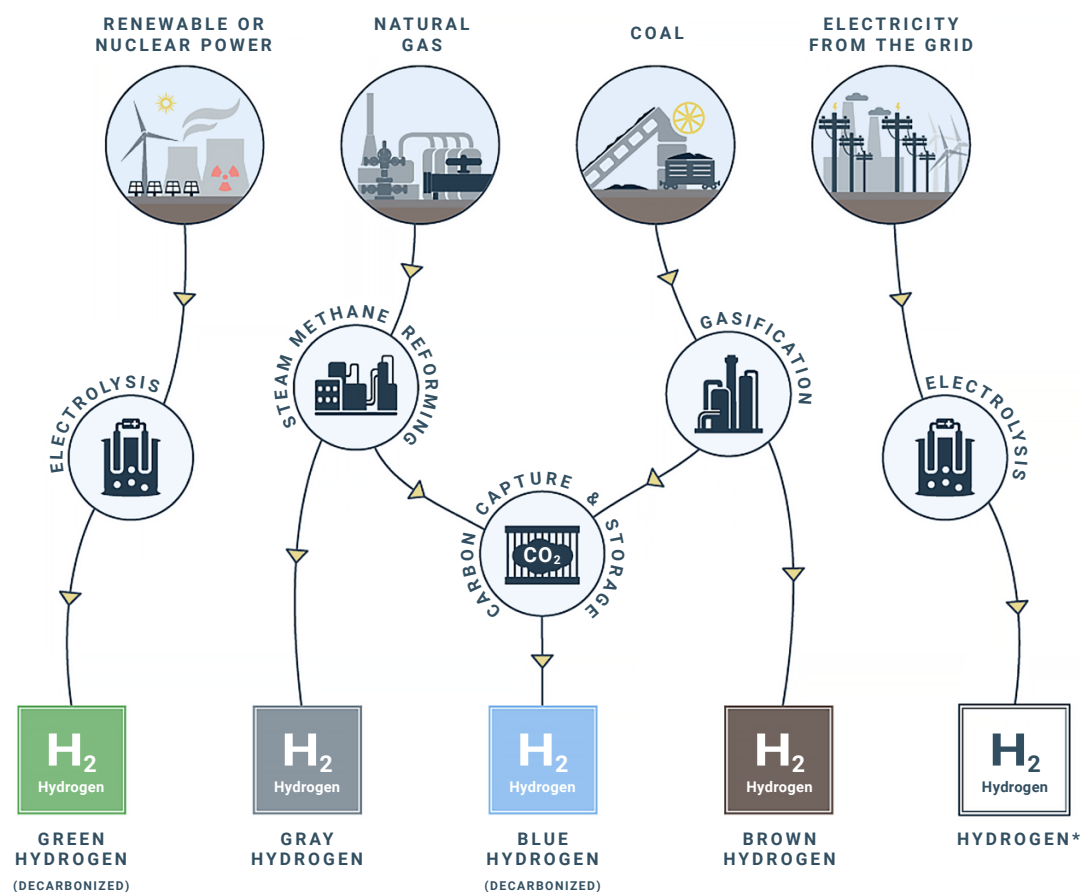 RENEWABLE OR
NUCLEAR POWER
NATURAL
GAS
COAL
ELECTRICITY
FROM THE GRID
STEAM METHANE REFORMING
GASIFICATION
ELECTROLYSIS
ELECTROLYSIS
CARBON CAPTURE & STORAGE
CO₂
H₂
Hydrogen
H₂
Hydrogen
H₂
Hydrogen
H₂
Hydrogen
H₂
Hydrogen
GREEN
HYDROGEN
(DECARBONIZED)
GRAY
HYDROGEN
BLUE
HYDROGEN
(DECARBONIZED)
BROWN
HYDROGEN
HYDROGEN*